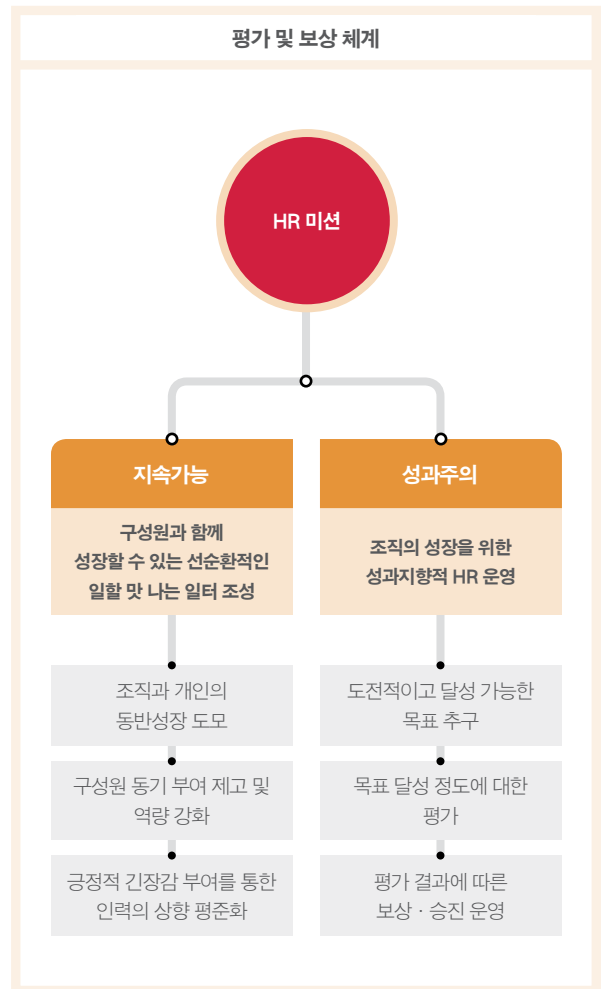 평가 및 보상 체계
HR 미션
지속가능
구성원과 함께
성장할 수 있는 선순환적인
일할 맛 나는 일터 조성
조직과 개인의
동반성장 도모
구성원 동기 부여 제고 및
역량 강화
긍정적 긴장감 부여를 통한
인력의 상향 평준화
성과주의
조직의 성장을 위한
성과지향적 HR 운영
도전적이고 달성 가능한
목표 추구
목표 달성 정도에 대한
평가
평가 결과에 따른
보상 · 승진 운영